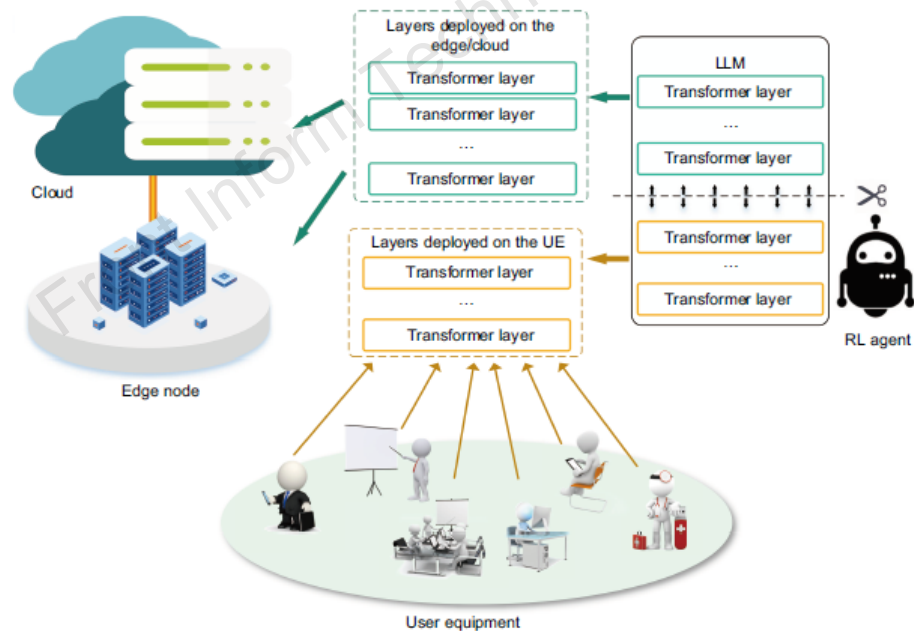 Layers deployed on the
edge/cloud
Transformer layer
Transformer layer
...
Transformer layer
LLM
Transformer layer
...
Transformer layer
Transformer layer
...
Transformer layer
RL agent
Cloud
Edge node
Layers deployed on the UE
Transformer layer
...
Transformer layer
User equipment
Inform